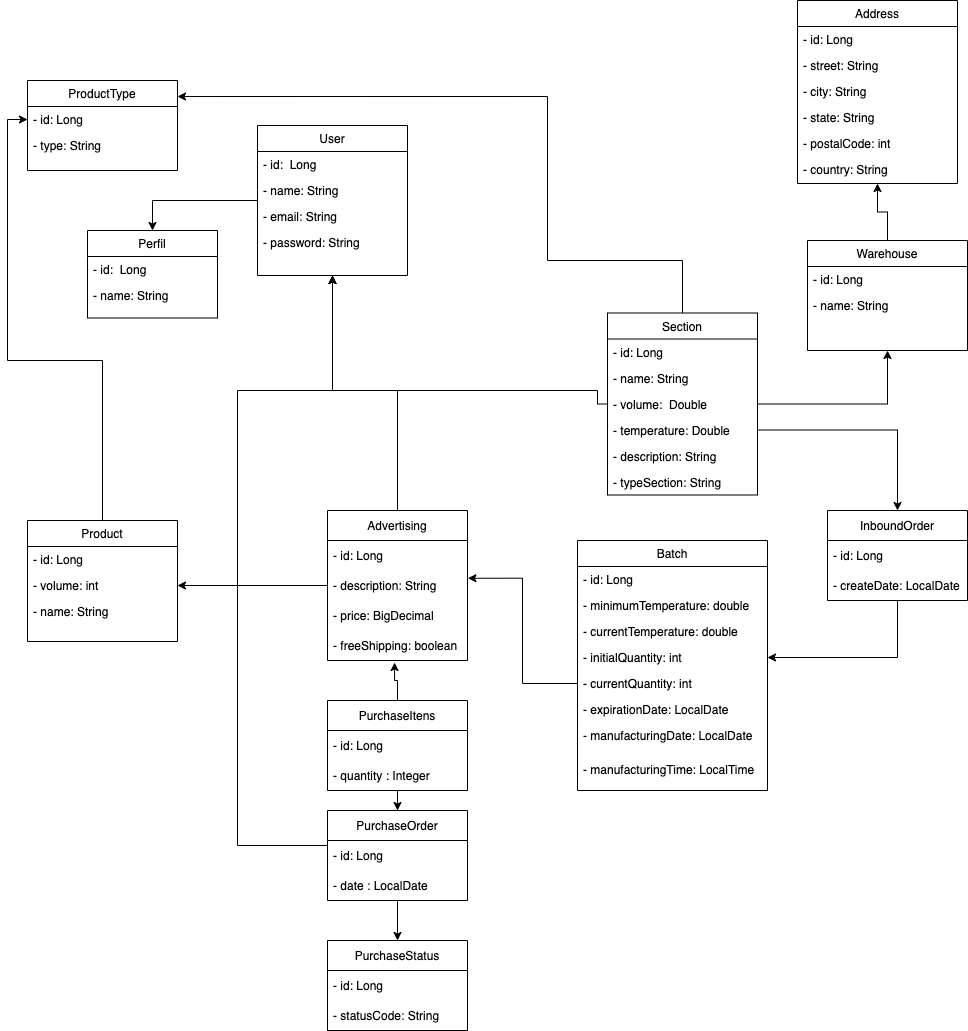 Address
- id: Long
- street: String
- city: String
- state: String
- postalCode: int
- country: String
ProductType
- id: Long
- type: String
User
- id:  Long
- name: String
- email: String
- password: String
Perfil
- id:  Long
- name: String
Warehouse
- id: Long
- name: String
Section
- id: Long
- name: String
- volume:  Double
- temperature: Double
- description: String
- typeSection: String
Product
- id: Long
- volume: int
- name: String
Advertising
- id: Long
- description: String
- price: BigDecimal
- freeShipping: boolean
Batch
- id: Long
- minimumTemperature: double
- currentTemperature: double
- initialQuantity: int
- currentQuantity: int
- expirationDate: LocalDate
- manufacturingDate: LocalDate
- manufacturingTime: LocalTime
InboundOrder
- id: Long
- createDate: LocalDate
PurchaseItens
- id: Long
- quantity : Integer
PurchaseOrder
- id: Long
- date : LocalDate
PurchaseStatus
- id: Long
- statusCode: String